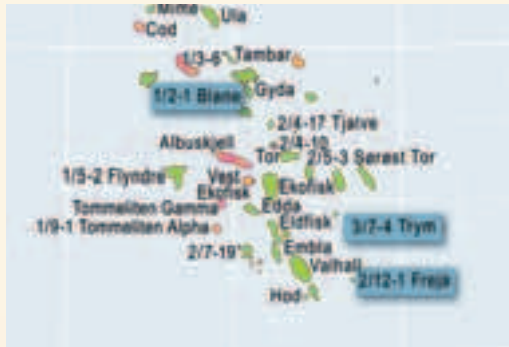 Mime
Ula
Cod
1/3-6
Tambar
1/2-1 Blane
Gyda
2/4-17 Tjalve
2/4-10
Albuskjell
Tor
2/5-3 Sørøst Tor
1/5-2 Flyndre
Vest
Ekofisk
Ekofisk
Tommeliten Gamma
Edda
1/9-1 Tommeliten Alpha
Eldfisk
3/7-4 Trym
Embla
2/7-19
Valhall
2/12-1 Freja
Hod